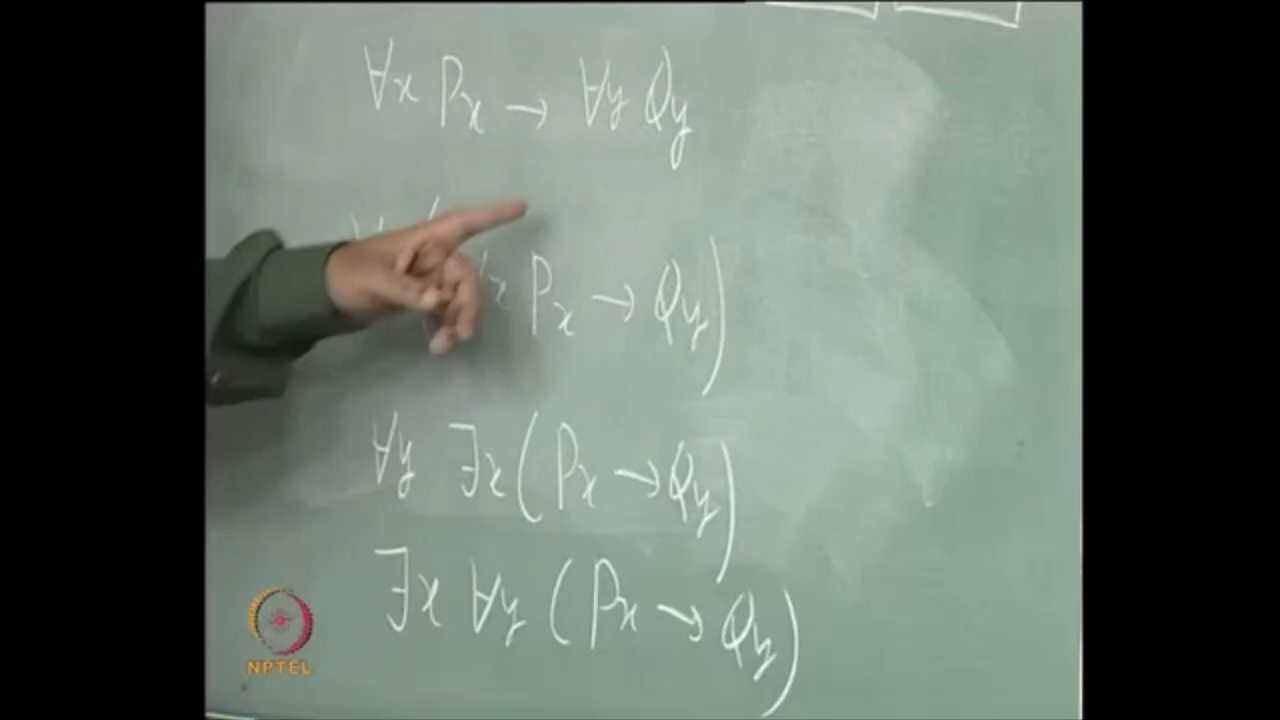 ∀x Px → ∀y Qy
( x Px → Qy)
∀y ∃x (Px → Qy)
∃x ∀y (Px → Qy)
NPTEL